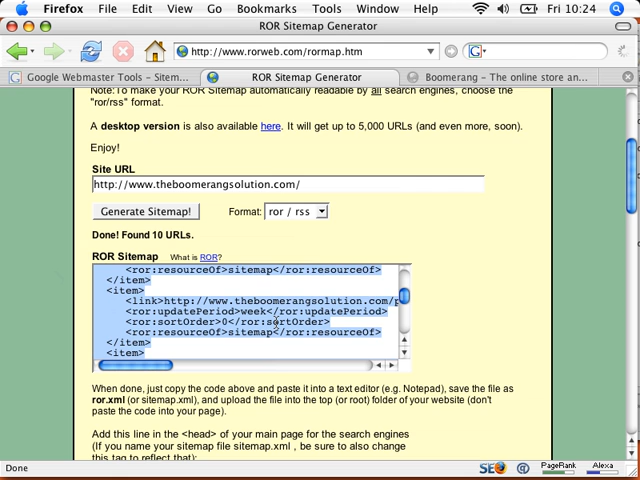 Firefox File Edit View Go Bookmarks Tools Window Help Fri 10:24
ROR Sitemap Generator
http://www.rorweb.com/rormap.htm
Google Webmaster Tools - Sitem... ROR Sitemap Generator Boomerang - The online store an...
Note:To make your ROR Sitemap automatically readable by all search engines, choose the
"ror/rss" format.
A desktop version is also available here. It will get up to 5,000 URLs (and even more, soon).
Enjoy!
Site URL
http://www.theboomerangsolution.com/
Generate Sitemap! Format: ror / rss
Done! Found 10 URLs.
ROR Sitemap What is ROR?
<ror:resourceOf>sitemap</ror:resourceOf>
</item>
<item>
<link>http://www.theboomerangsolution.com/p
<ror:updatePeriod>week</ror:updatePeriod>
<ror:sortOrder>0</ror:sortOrder>
<ror:resourceOf>sitemap</ror:resourceOf>
</item>
<item>
When done, just copy the code above and paste it into a text editor (e.g. Notepad), save the file as
ror.xml (or sitemap.xml), and upload the file into the top (or root) folder of your website (don't
paste the code into your page).
Add this line in the <head> of your main page for the search engines
(If you name your sitemap file sitemap.xml , be sure to also change
this tag to reflect that):
Done SEO PageRank Alexa